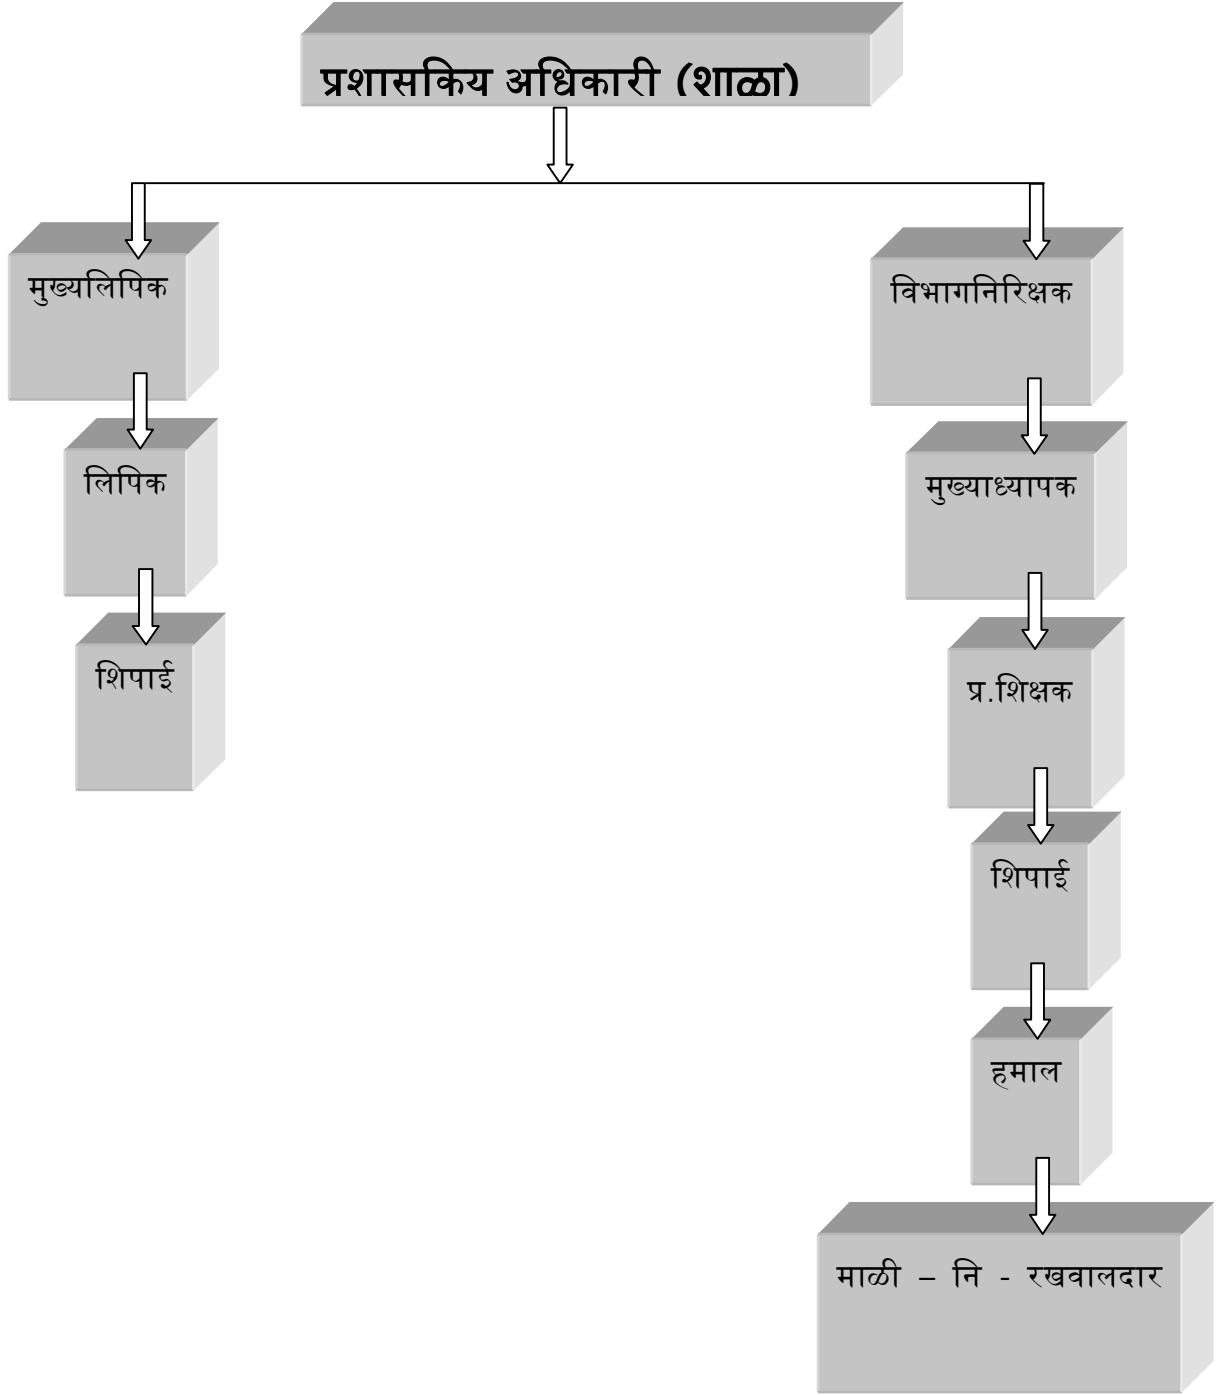 प्रशासकिय अधिकारी (शाळा)
मुख्यलिपिक
विभागनिरिक्षक
लिपिक
मुख्याध्यापक
शिपाई
प्र.शिक्षक
शिपाई
हमाल
माळी – नि - रखवालदार